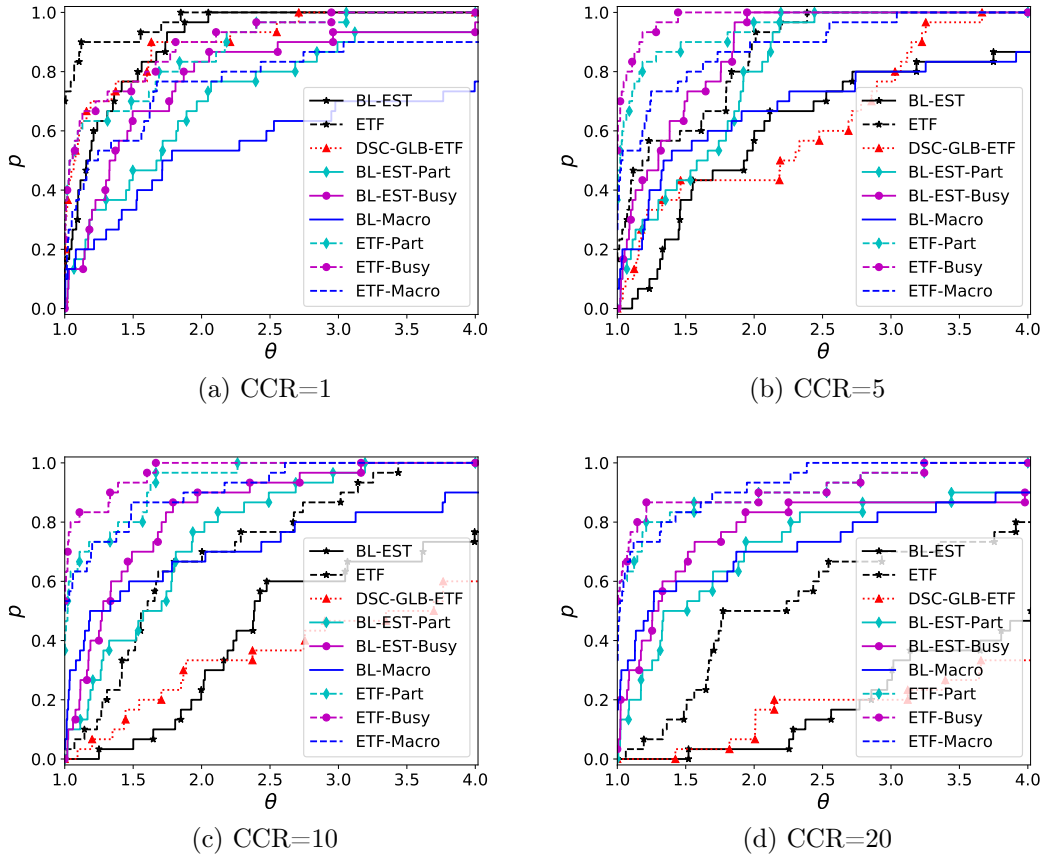 1.0
0.8
0.6
0.4
0.2
0.0
p
1.0 1.5 2.0 2.5 3.0 3.5 4.0
θ
BL-EST
ETF
DSC-GLB-ETF
BL-EST-Part
BL-EST-Busy
BL-Macro
ETF-Part
ETF-Busy
ETF-Macro
(a) CCR=1
1.0
0.8
0.6
0.4
0.2
0.0
p
1.0 1.5 2.0 2.5 3.0 3.5 4.0
θ
BL-EST
ETF
DSC-GLB-ETF
BL-EST-Part
BL-EST-Busy
BL-Macro
ETF-Part
ETF-Busy
ETF-Macro
(b) CCR=5
1.0
0.8
0.6
0.4
0.2
0.0
p
1.0 1.5 2.0 2.5 3.0 3.5 4.0
θ
BL-EST
ETF
DSC-GLB-ETF
BL-EST-Part
BL-EST-Busy
BL-Macro
ETF-Part
ETF-Busy
ETF-Macro
(c) CCR=10
1.0
0.8
0.6
0.4
0.2
0.0
p
1.0 1.5 2.0 2.5 3.0 3.5 4.0
θ
BL-EST
ETF
DSC-GLB-ETF
BL-EST-Part
BL-EST-Busy
BL-Macro
ETF-Part
ETF-Busy
ETF-Macro
(d) CCR=20